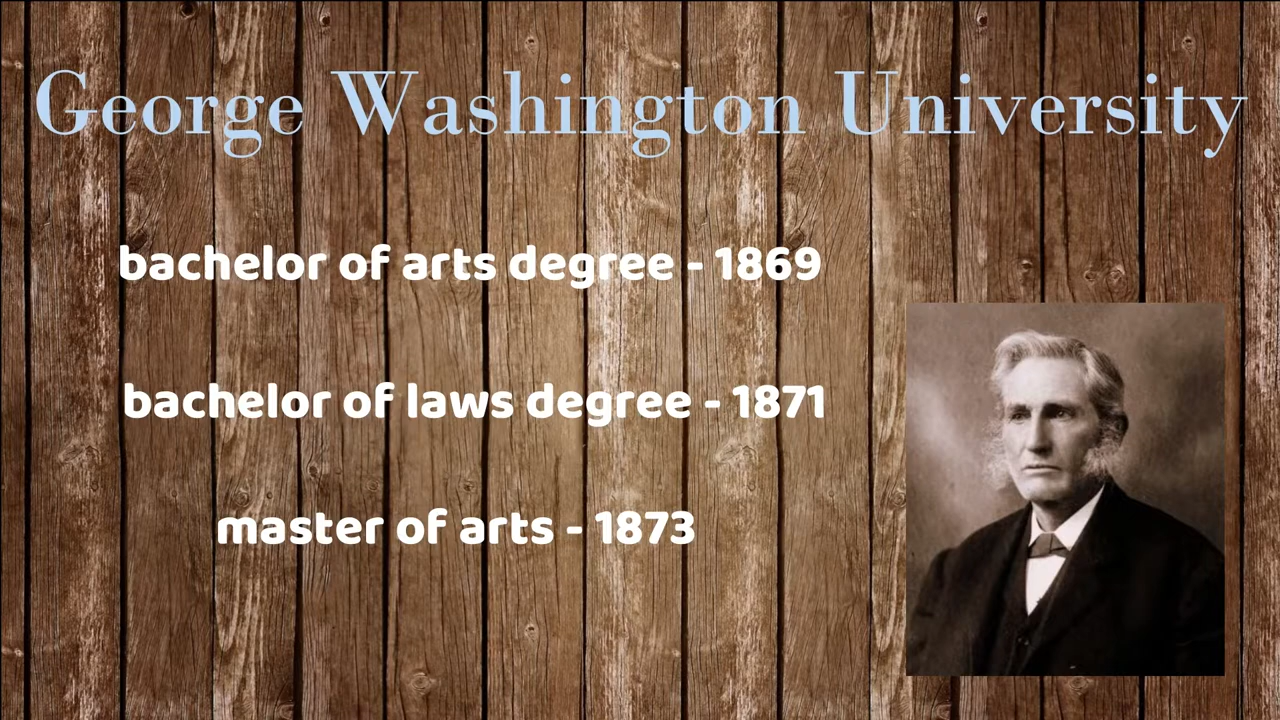 George Washington University
bachelor of arts degree - 1869
bachelor of laws degree - 1871
master of arts - 1873